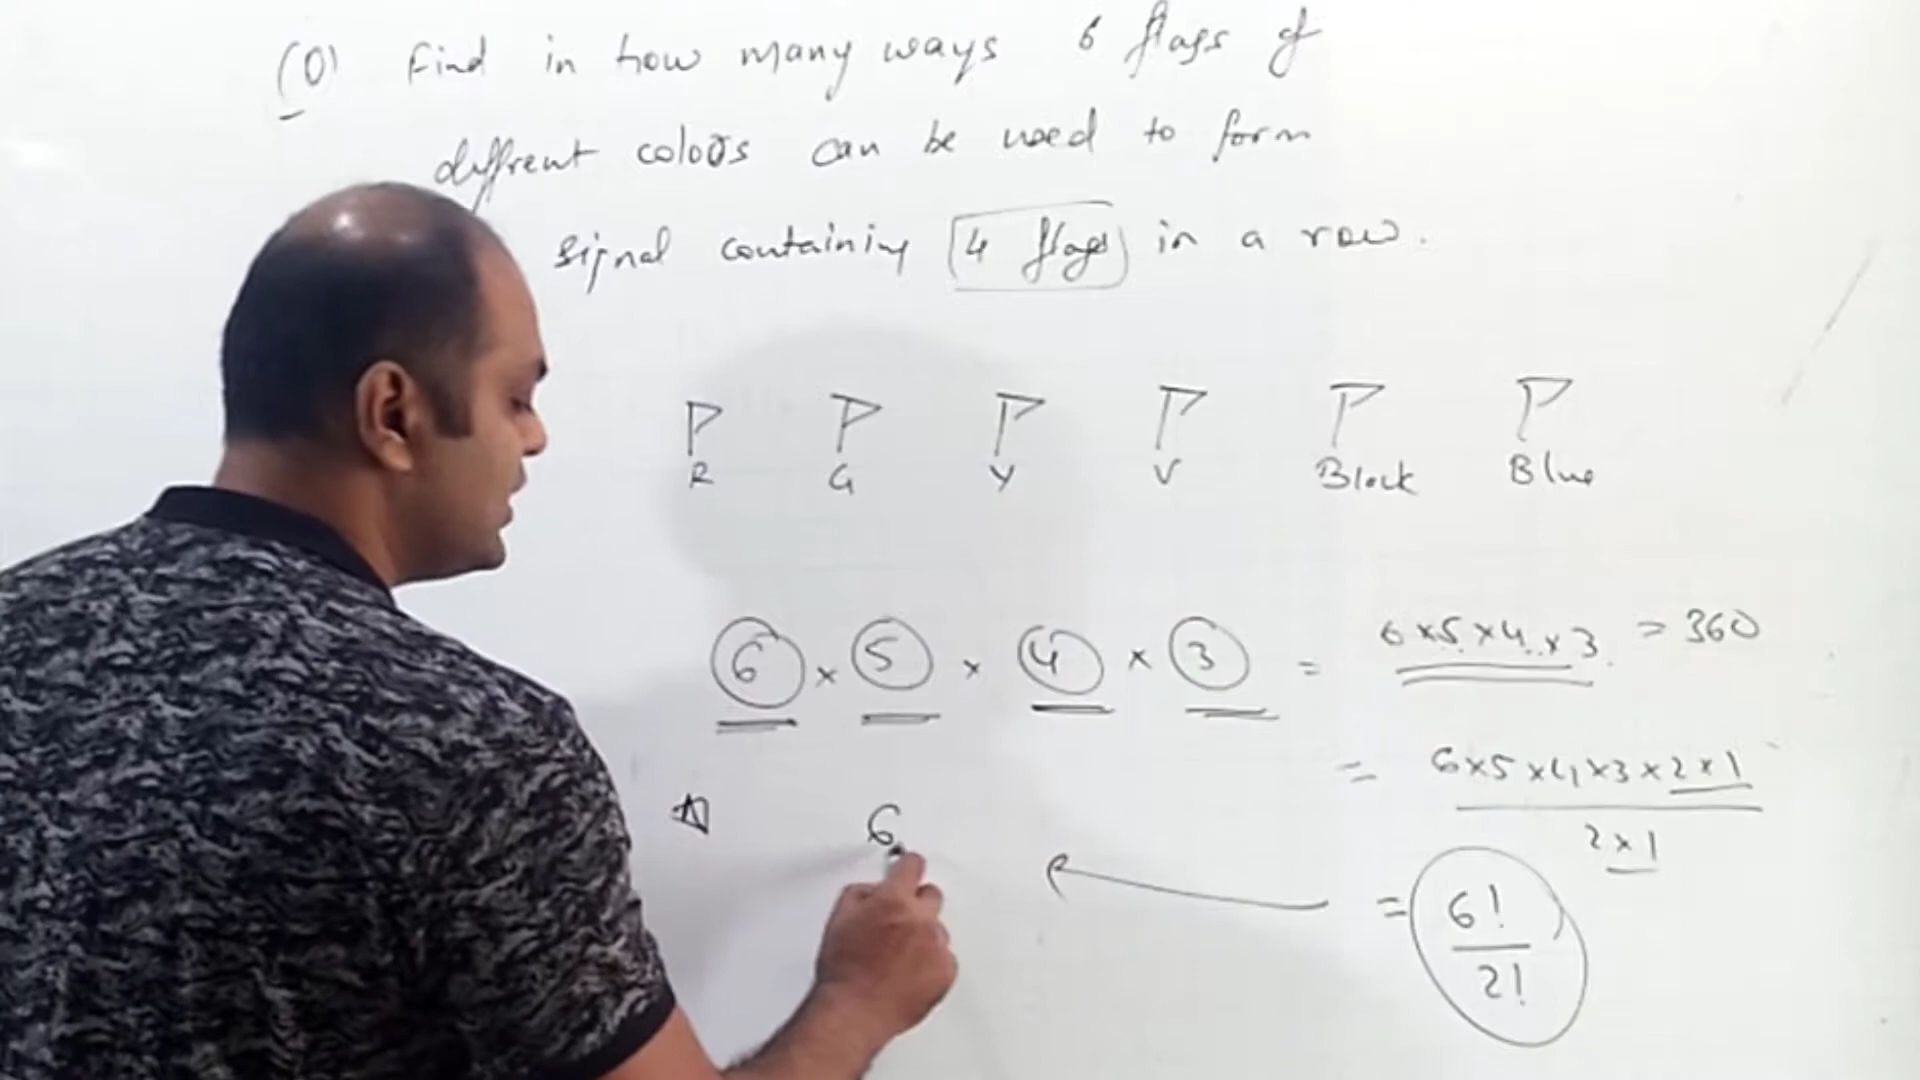 (Q) Find in how many ways 6 flags of
diffrent colors can be used to form
signal containing 4 flags in a row.
R G Y V Black Blue
6 × 5 × 4 × 3 = 6×5×4×3 = 360
= 6×5×4×3×2×1
2×1
6
= 6!
2!